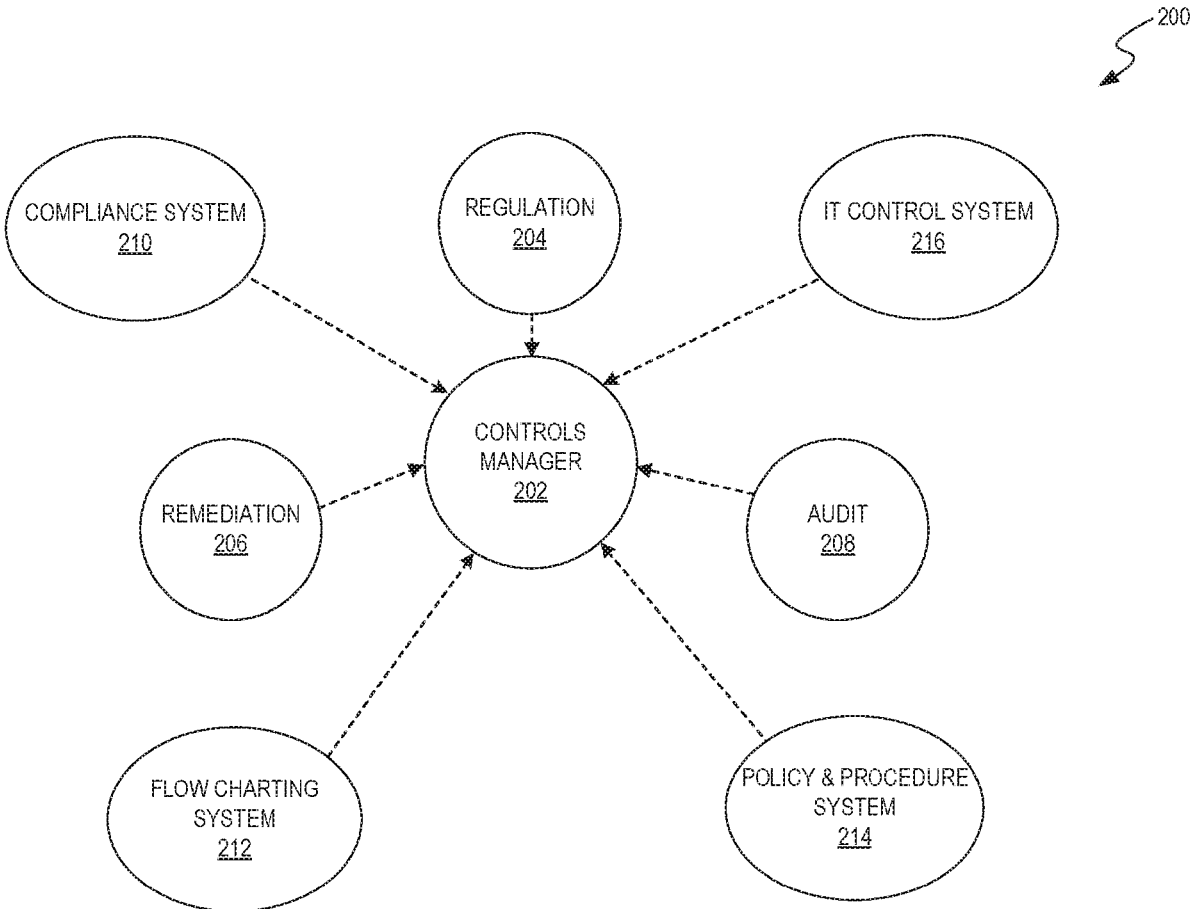 200
COMPLIANCE SYSTEM
210
REGULATION
204
IT CONTROL SYSTEM
216
CONTROLS
MANAGER
202
REMEDIATION
206
AUDIT
208
FLOW CHARTING
SYSTEM
212
POLICY & PROCEDURE
SYSTEM
214